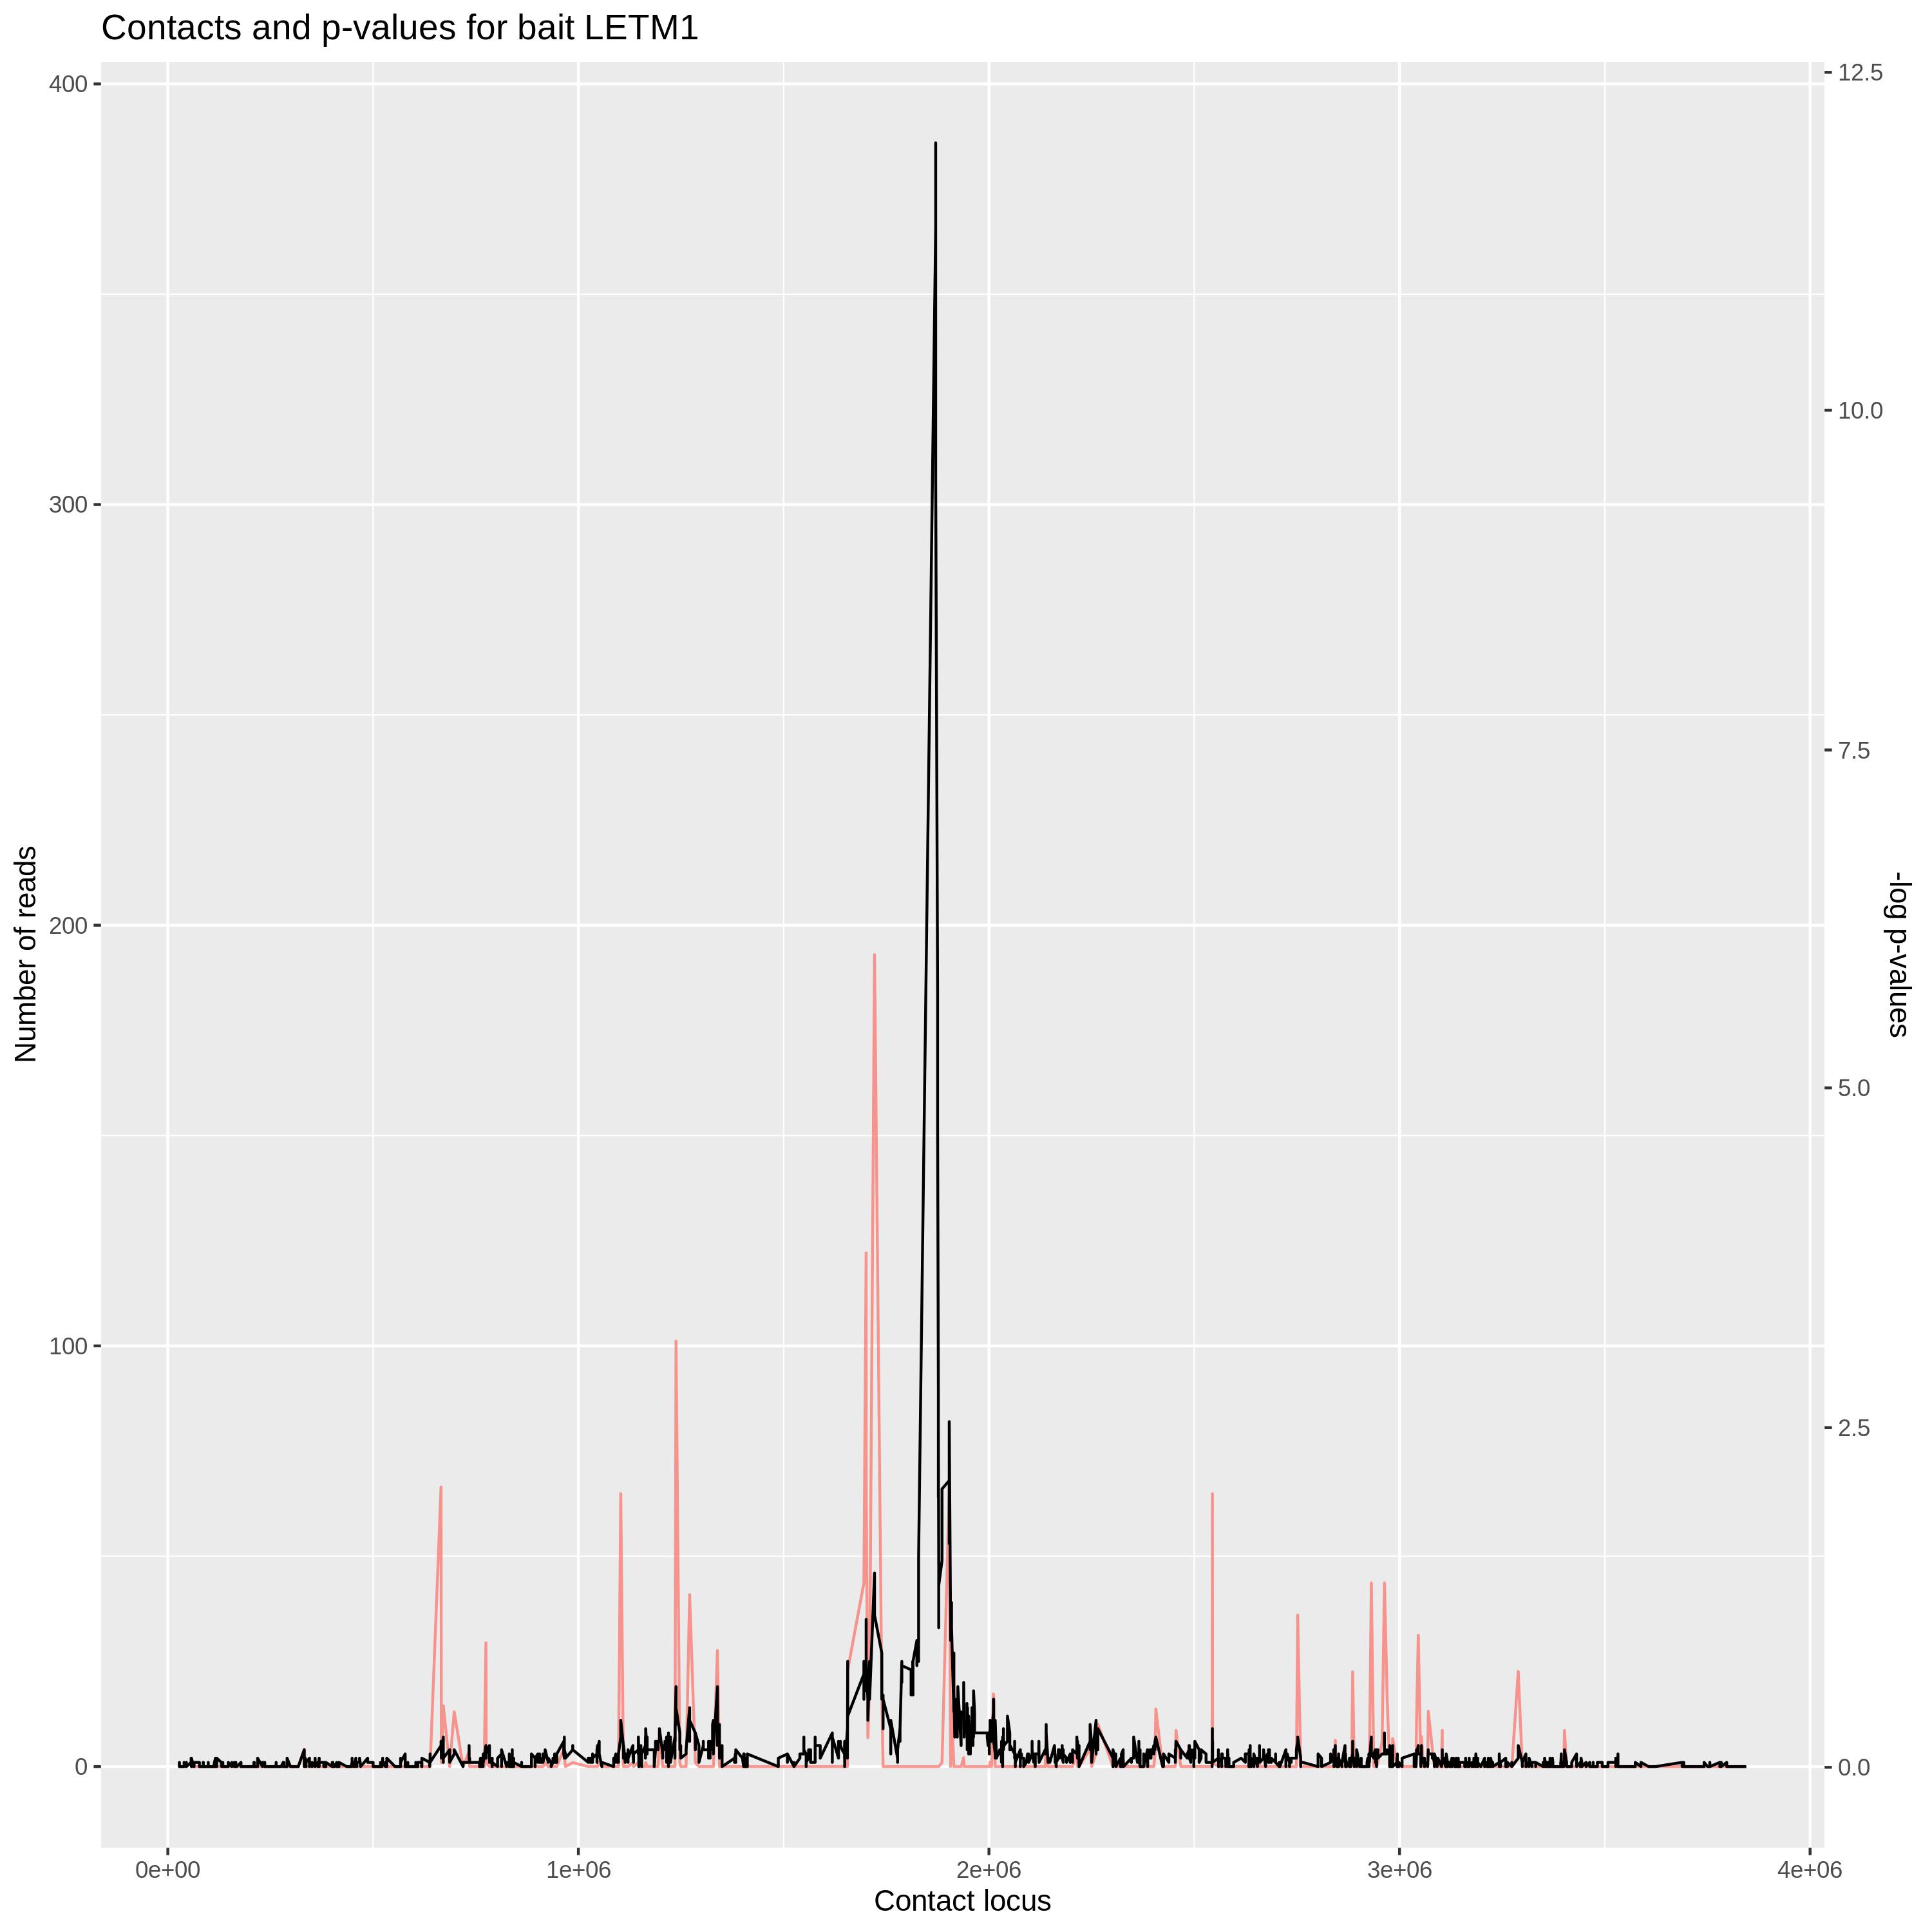 Contacts and p-values for bait LETM1
400
300
200
100
0
Number of reads
12.5
10.0
7.5
5.0
2.5
0.0
-log p-values
0e+00 1e+06 2e+06 3e+06 4e+06
Contact locus